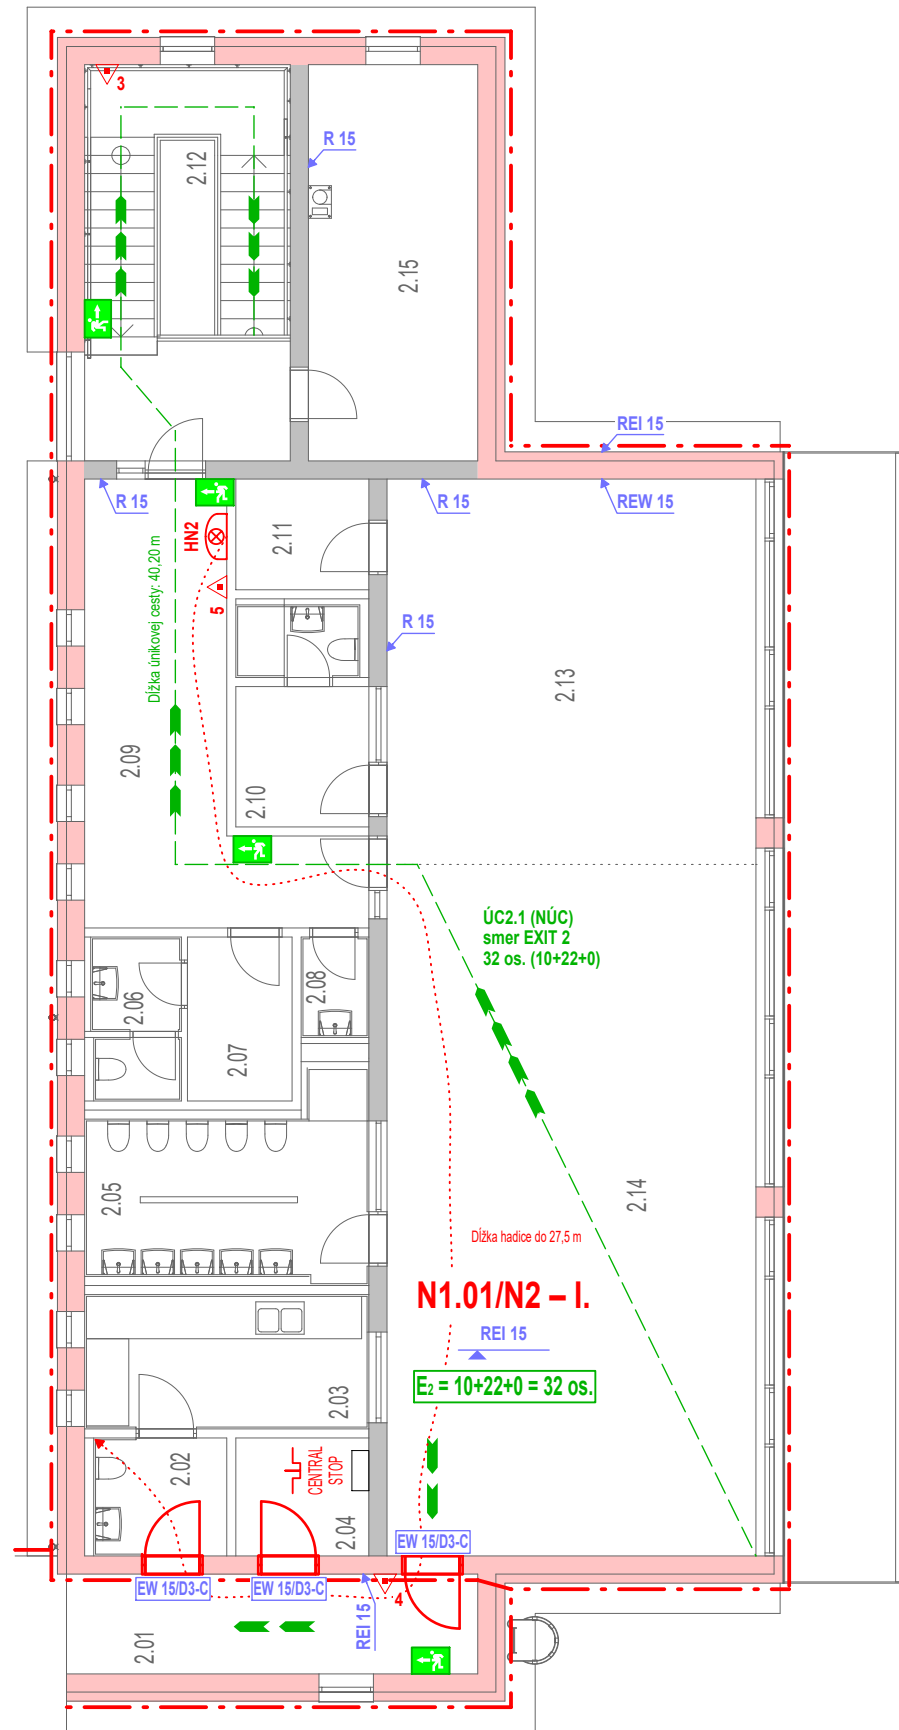 3
R 15
2.12
2.15
REI 15
R 15
R 15
REW 15
HN2
2.11
5
Dĺžka únikovej cesty: 40,20 m
R 15
2.13
2.09
2.10
ÚC2.1 (NÚC)
smer EXIT 2
32 os. (10+22+0)
2.06
2.07
2.08
2.05
2.14
Dĺžka hadice do 27,5 m
N1.01/N2 – I.
REI 15
E2 = 10+22+0 = 32 os.
2.03
2.02
CENTRAL
STOP
2.04
EW 15/D3-C
EW 15/D3-C
EW 15/D3-C
4
REI 15
2.01